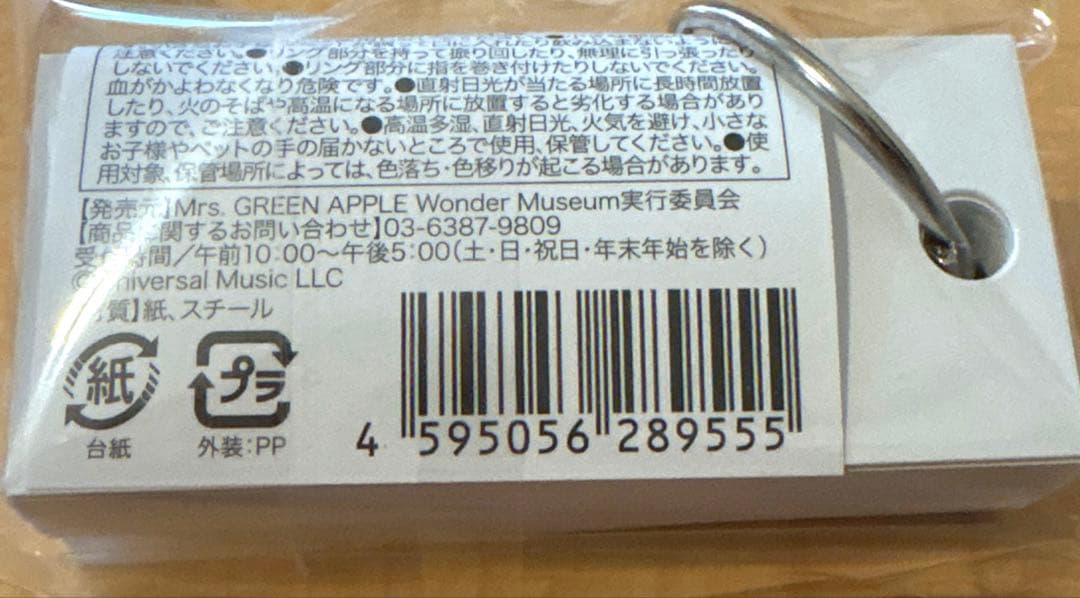 注意ください。●リング部分を持って振り回したり、無理に引っ張ったり
しないでください。●リング部分に指を巻き付けたりしないでください。
血がかよわなくなり危険です。●直射日光が当たる場所に長時間放置
したり、火のそばや高温になる場所に放置すると劣化する場合があり
ますので、ご注意ください。●高温多湿、直射日光、火気を避け、小さな
お子様やペットの手の届かないところで使用、保管してください。●使
用対象、保管場所によっては、色落ち・色移りが起こる場合があります。
【発売元】Mrs. GREEN APPLE Wonder Museum実行委員会
【商品に関するお問い合わせ】03-6387-9809
受付時間/午前10:00〜午後5:00(土・日・祝日・年末年始を除く)
©Universal Music LLC
質】紙、スチール
紙
プラ
台紙
外装:PP
4 595056 289555